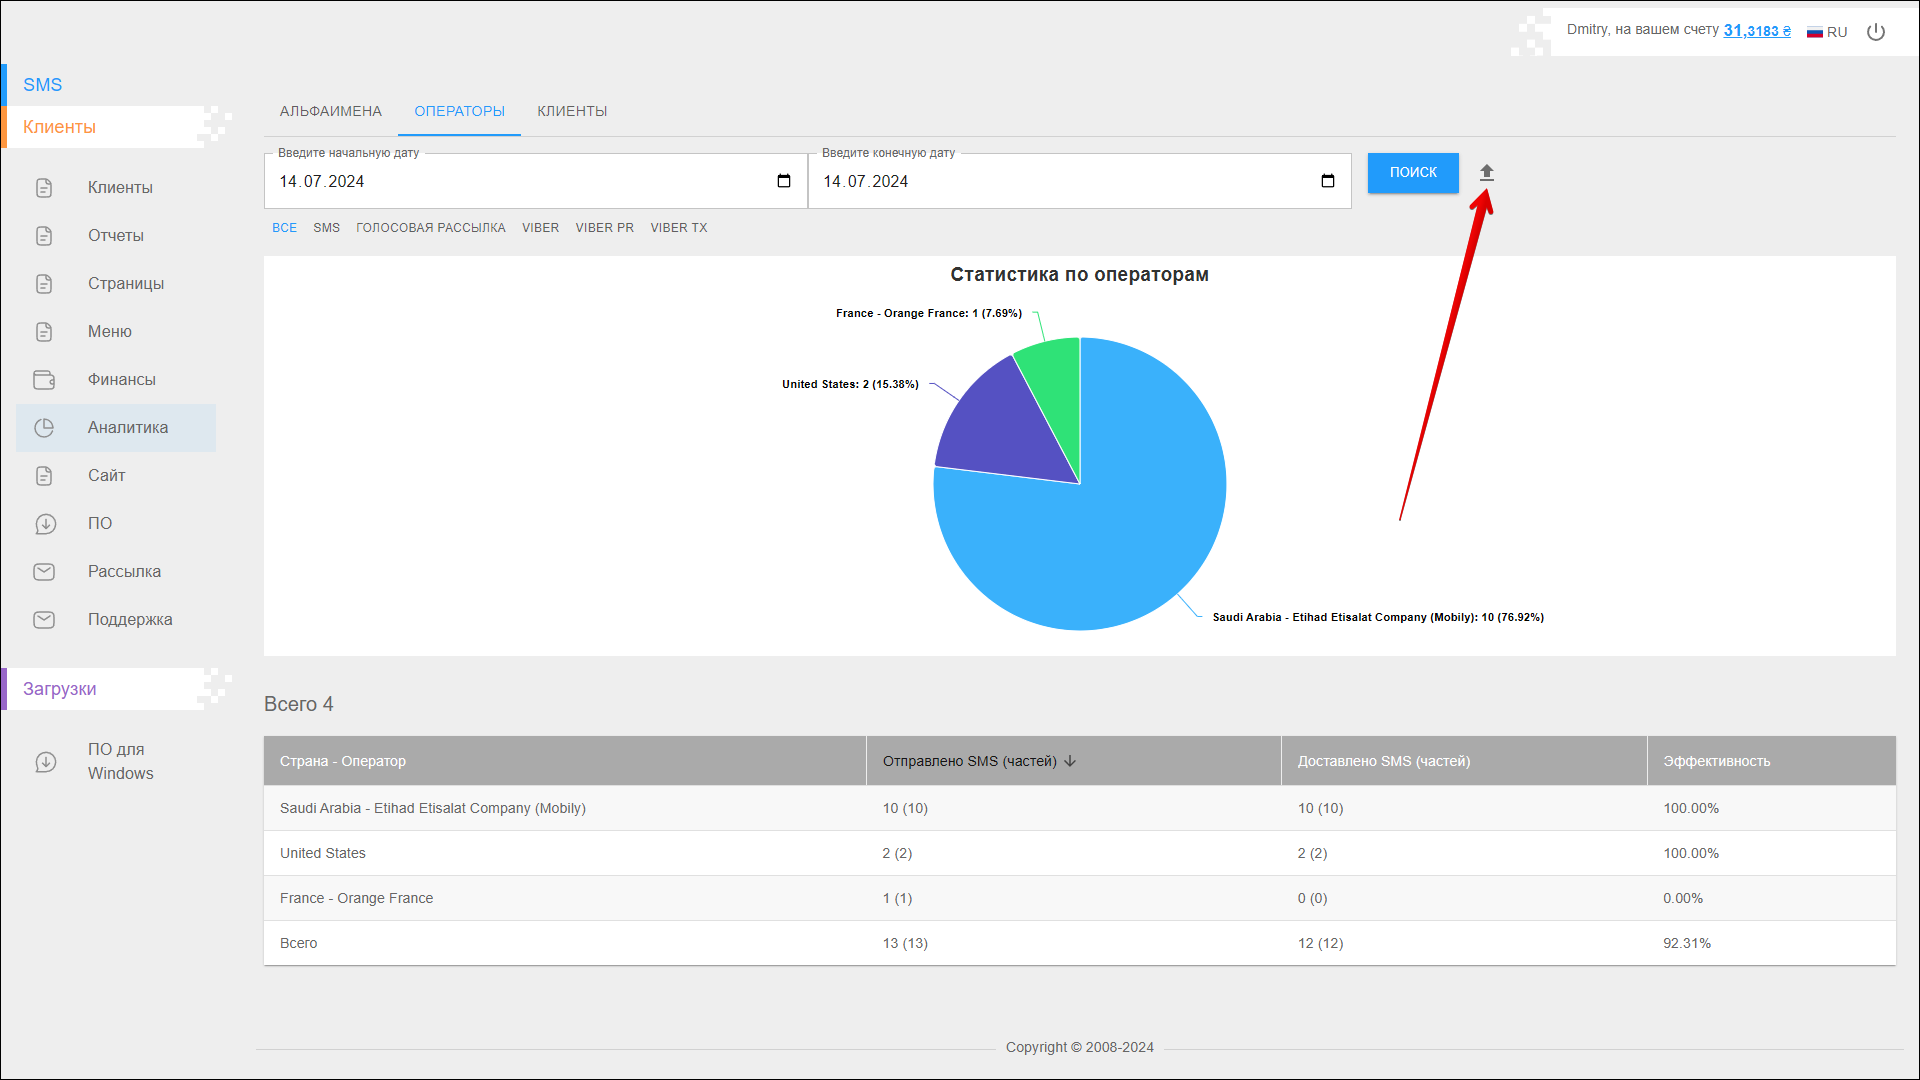 Dmitry, на вашем счету 31,3183 ₴ RU
SMS
Клиенты
Клиенты
Отчеты
Страницы
Меню
Финансы
Аналитика
Сайт
ПО
Рассылка
Поддержка
Загрузки
ПО для
Windows
АЛЬФАИМЕНА ОПЕРАТОРЫ КЛИЕНТЫ
Введите начальную дату Введите конечную дату
14.07.2024 14.07.2024 ПОИСК
ВСЕ SMS ГОЛОСОВАЯ РАССЫЛКА VIBER VIBER PR VIBER TX
Статистика по операторам
France - Orange France: 1 (7.69%)
United States: 2 (15.38%)
Saudi Arabia - Etihad Etisalat Company (Mobily): 10 (76.92%)
Всего 4
Страна - Оператор Отправлено SMS (частей) Доставлено SMS (частей) Эффективность
Saudi Arabia - Etihad Etisalat Company (Mobily) 10 (10) 10 (10) 100.00%
United States 2 (2) 2 (2) 100.00%
France - Orange France 1 (1) 0 (0) 0.00%
Всего 13 (13) 12 (12) 92.31%
Copyright © 2008-2024